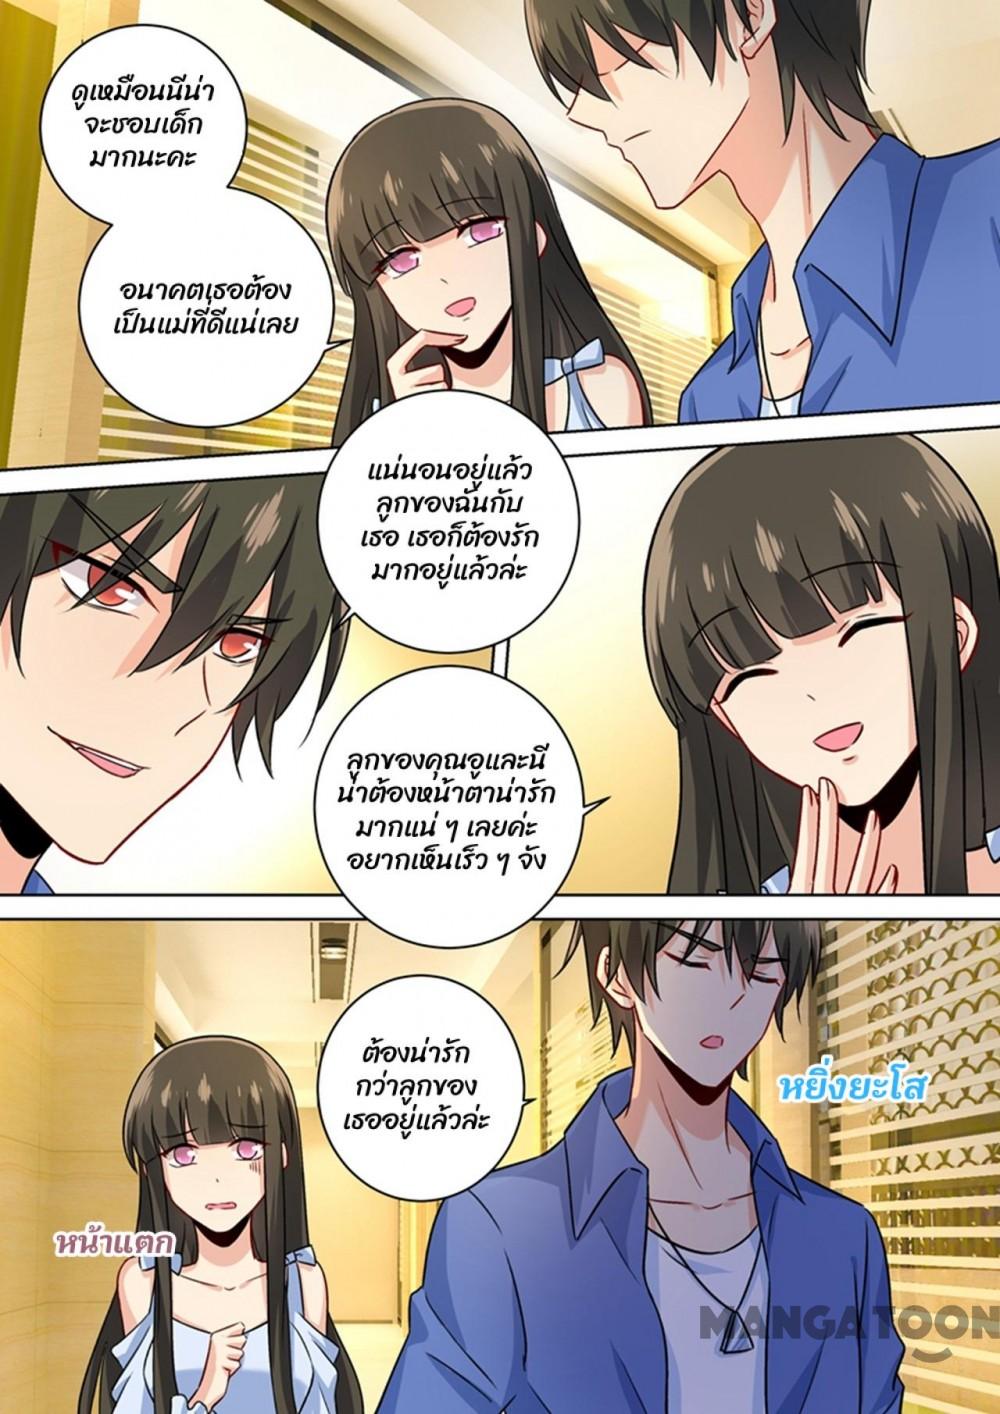 ดูเหมือนนีน่า
จะชอบเด็ก
มากนะคะ
อนาคตเธอต้อง
เป็นแม่ที่ดีแน่เลย
แน่นอนอยู่แล้ว
ลูกของฉันกับ
เธอ เธอก็ต้องรัก
มากอยู่แล้วล่ะ
ลูกของคุณอูและนี
น่าต้องหน้าตาน่ารัก
มากแน่ ๆ เลยค่ะ
อยากเห็นเร็ว ๆ จัง
ต้องน่ารัก
กว่าลูกของ
เธออยู่แล้วล่ะ
หยิ่งยะโส
หน้าแตก
MANGATOON